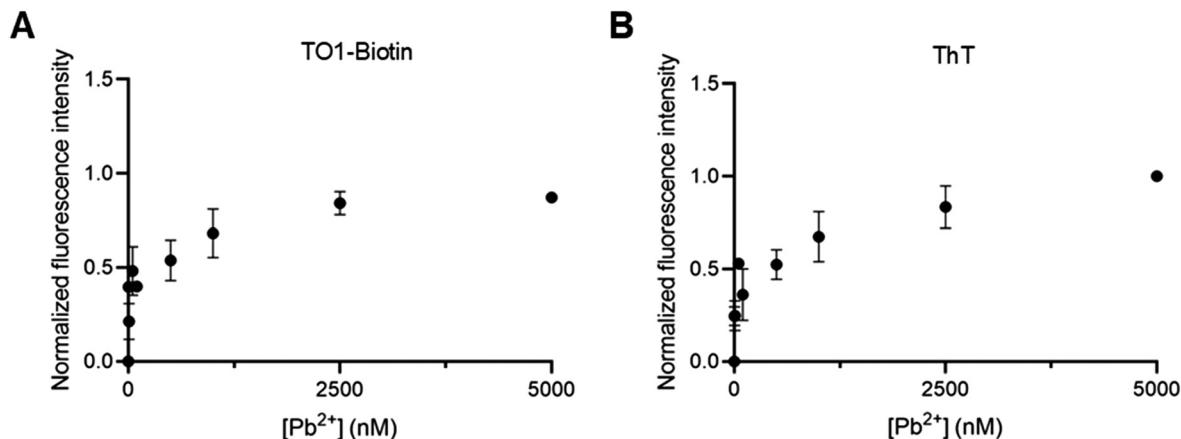 A
TO1-Biotin
Normalized fluorescence intensity
1.5
1.0
0.5
0.0
0
2500
5000
[Pb2+] (nM)
B
ThT
Normalized fluorescence intensity
1.5
1.0
0.5
0.0
0
2500
5000
[Pb2+] (nM)